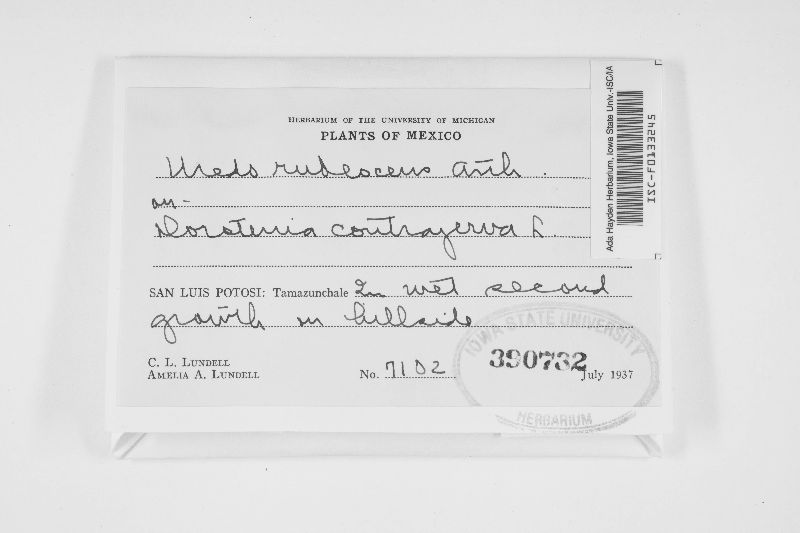 HERBARIUM OF THE UNIVERSITY OF MICHIGAN
PLANTS OF MEXICO
Uredo rubescens Arth.
on-
Dorstenia contrajerva L.
SAN LUIS POTOSI: Tamazunchale In wet second
growth on hillside
C. L. LUNDELL
AMELIA A. LUNDELL
No. 7102
July 1937
IOWA STATE UNIVERSITY
390732
HERBARIUM
Ada Hayden Herbarium, Iowa State Univ.-ISC/IA
ISC-F0133245